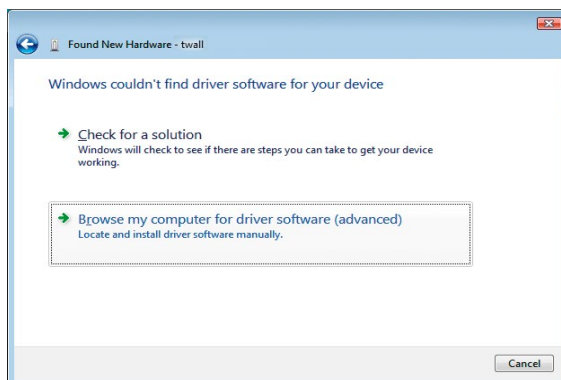 Found New Hardware - twall
Windows couldn't find driver software for your device
Check for a solution
Windows will check to see if there are steps you can take to get your device
working.
Browse my computer for driver software (advanced)
Locate and install driver software manually.
Cancel